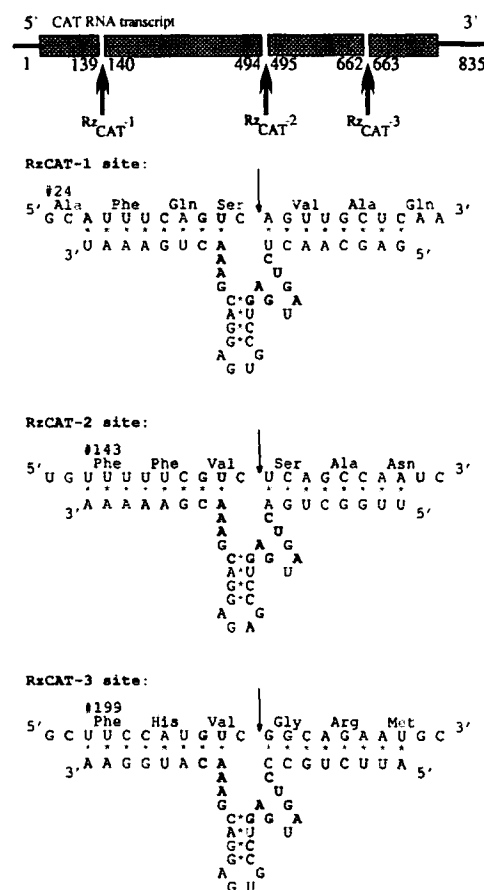 5' CAT RNA transcript 3'
1 139 140 494 495 662 663 835
RzCAT-1 RzCAT-2 RzCAT-3
RzCAT-1 site:
#24
Ala Phe Gln Ser Val Ala Gln
5' G C A U U U C A G U C A G U U G C U C A A 3'
* * * * * * * * * * * * * *
3' U A A A G U C A U C A A C G A G 5'
A C
A U
G A G
C*G G A
A*U U
G*C
G*C
A G
G U
RzCAT-2 site:
#143
Phe Phe Val Ser Ala Asn
5' U G U U U U U C G U C U C A G C C A A U C 3'
* * * * * * * * * * * * * * *
3' A A A A A G C A A G U C G G U U 5'
A C
A U
G A G
C*G G A
A*U U
G*C
G*C
A G
G A
RzCAT-3 site:
#199
Phe His Val Gly Arg Met
5' G C U U C C A U G U C G G C A G A A U G C 3'
* * * * * * * * * * * * * * *
3' A A G G U A C A C C G U C U U A 5'
A C
A U
G A G
C*G G A
A*U U
G*C
G*C
A G
G U